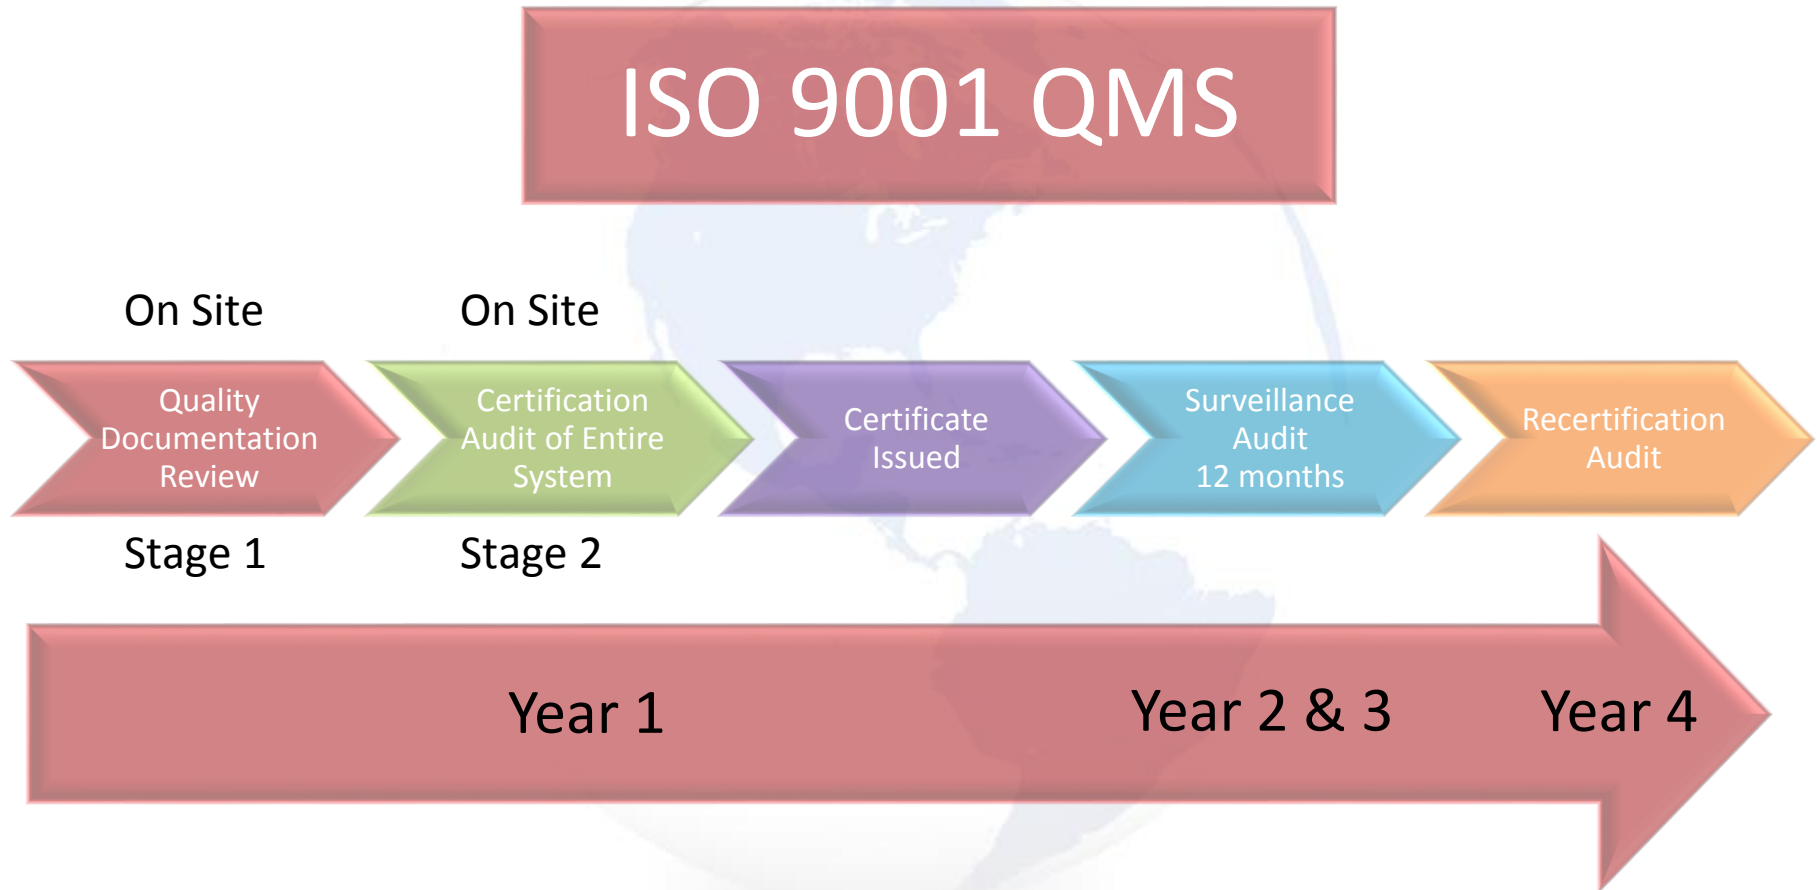 ISO 9001 QMS
On Site
On Site
Quality
Documentation
Review
Certification
Audit of Entire
System
Certificate
Issued
Surveillance
Audit
12 months
Recertification
Audit
Stage 1
Stage 2
Year 1
Year 2 & 3
Year 4